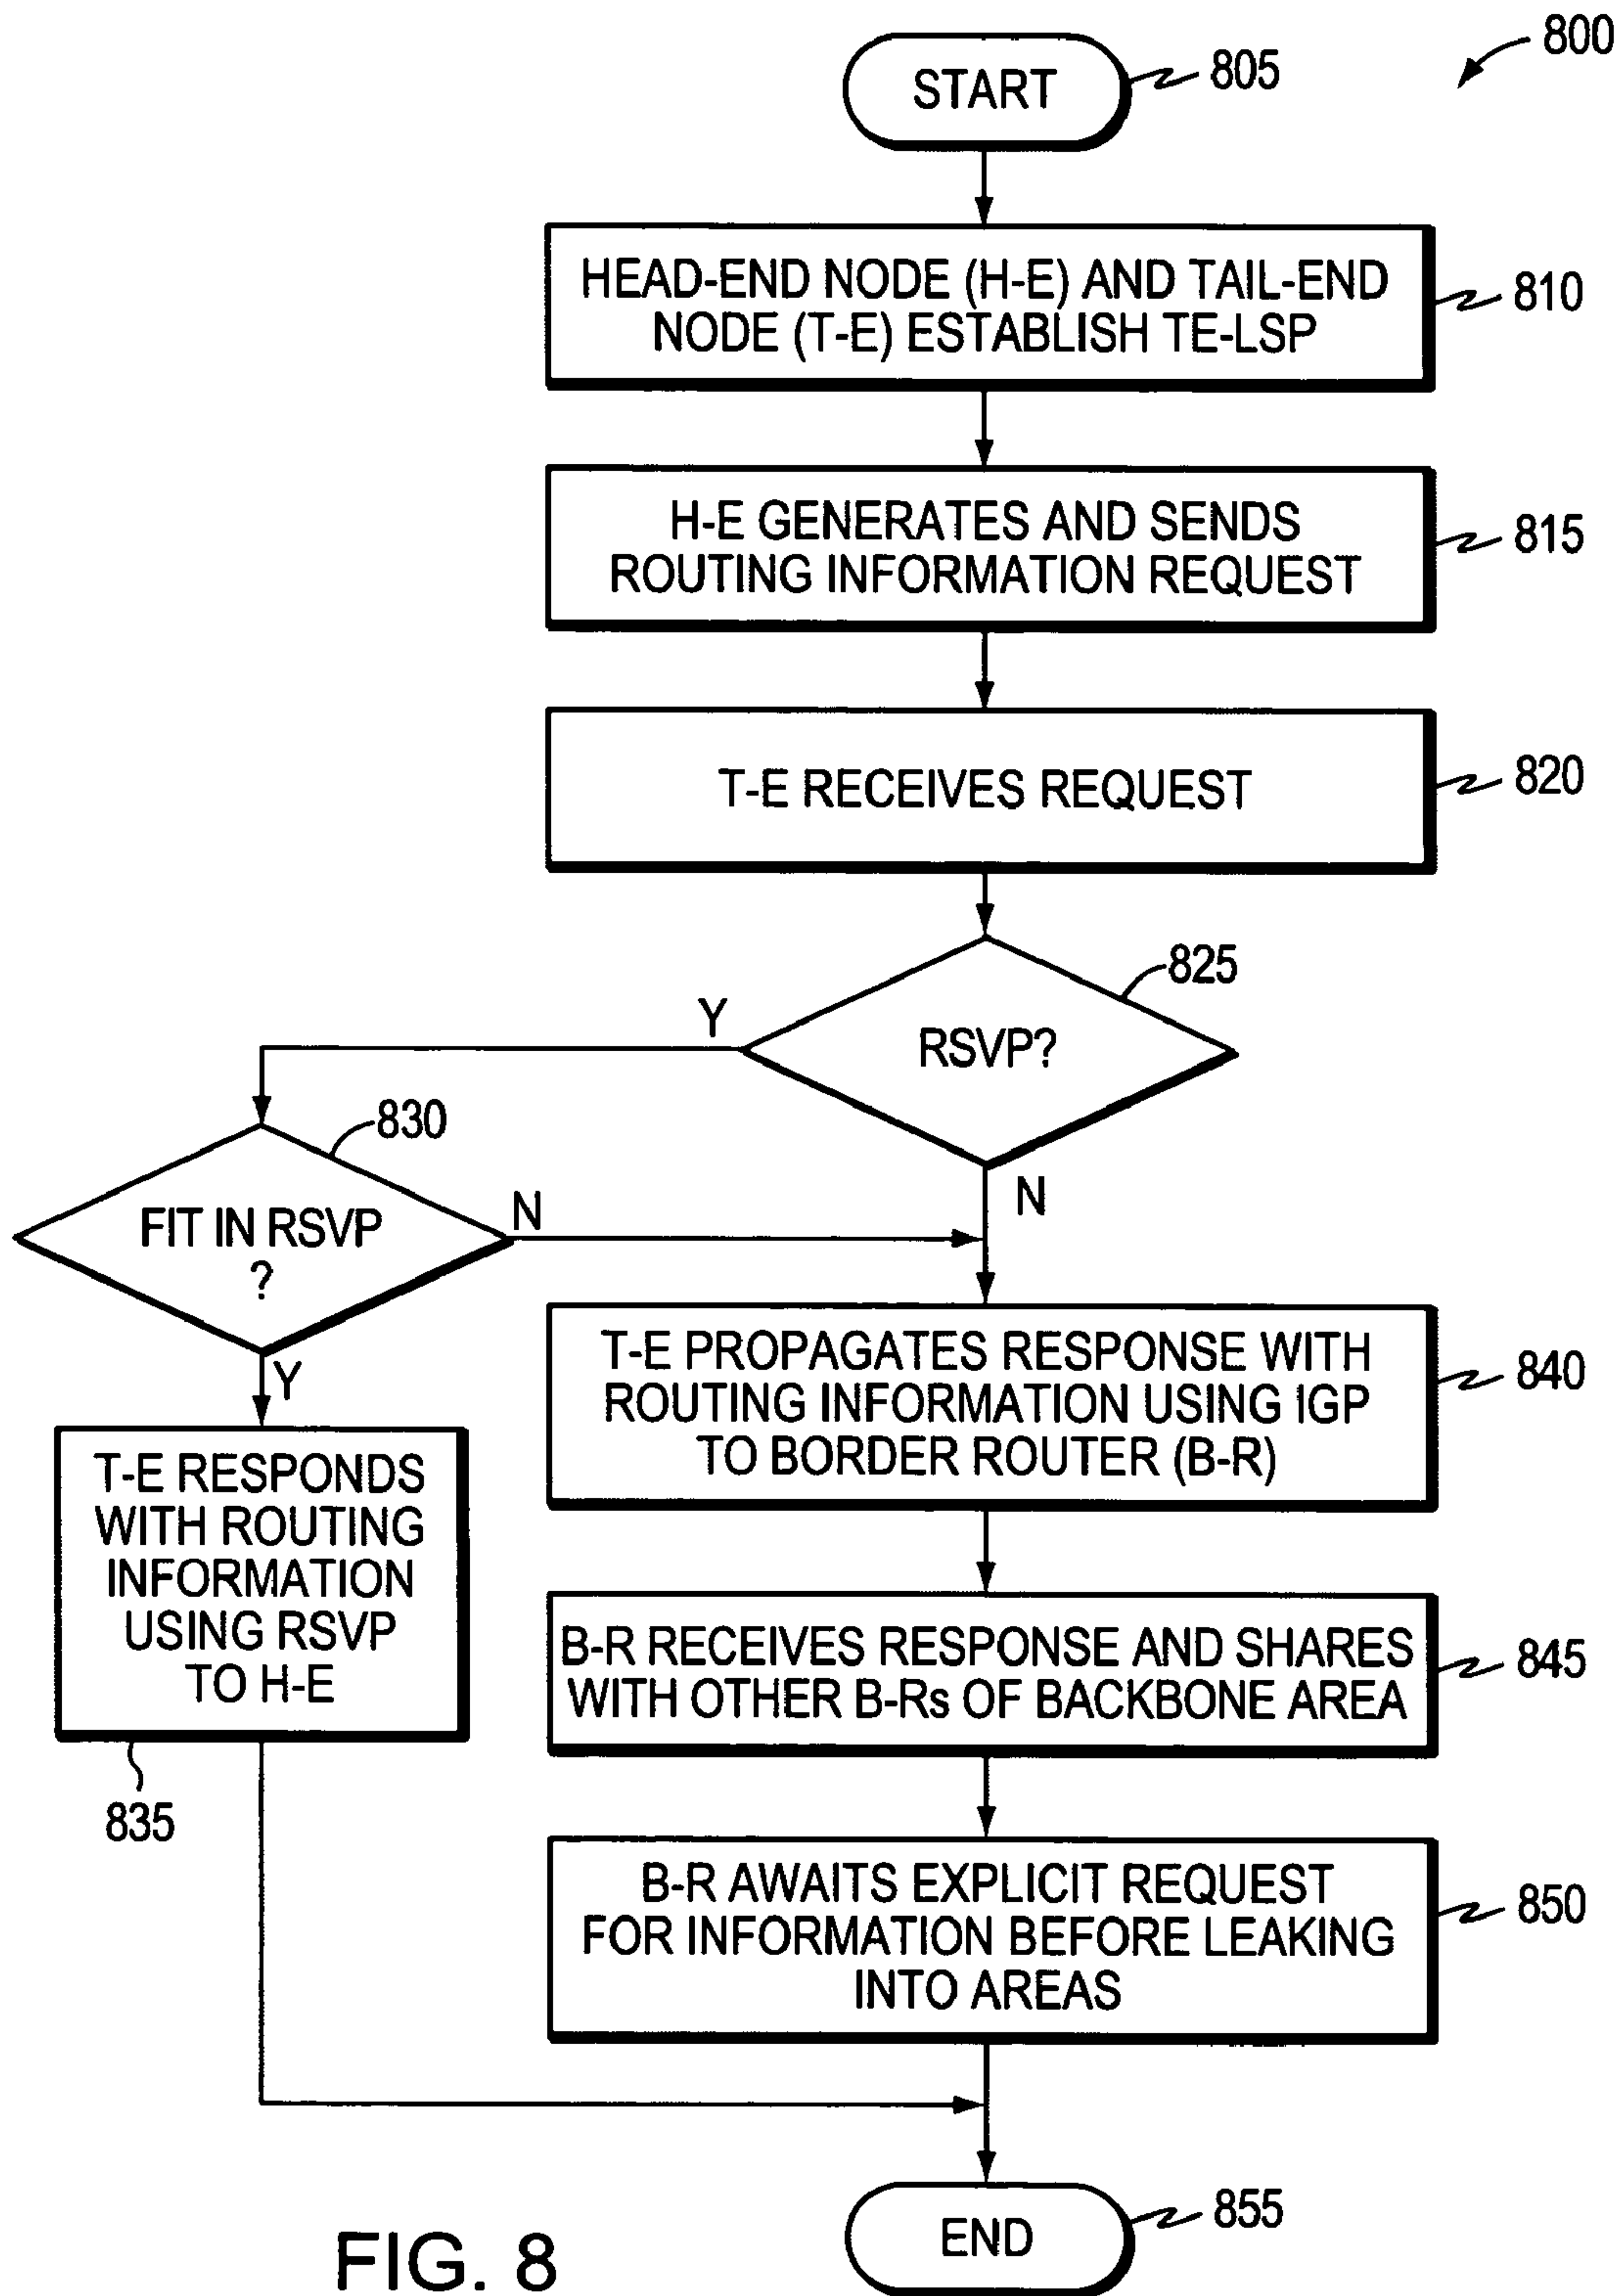 800
START
805
HEAD-END NODE (H-E) AND TAIL-END
NODE (T-E) ESTABLISH TE-LSP
810
H-E GENERATES AND SENDS
ROUTING INFORMATION REQUEST
815
T-E RECEIVES REQUEST
820
825
Y
RSVP?
830
N
N
FIT IN RSVP
?
Y
T-E PROPAGATES RESPONSE WITH
ROUTING INFORMATION USING IGP
TO BORDER ROUTER (B-R)
840
T-E RESPONDS
WITH ROUTING
INFORMATION
USING RSVP
TO H-E
835
B-R RECEIVES RESPONSE AND SHARES
WITH OTHER B-Rs OF BACKBONE AREA
845
B-R AWAITS EXPLICIT REQUEST
FOR INFORMATION BEFORE LEAKING
INTO AREAS
850
END
855
FIG. 8